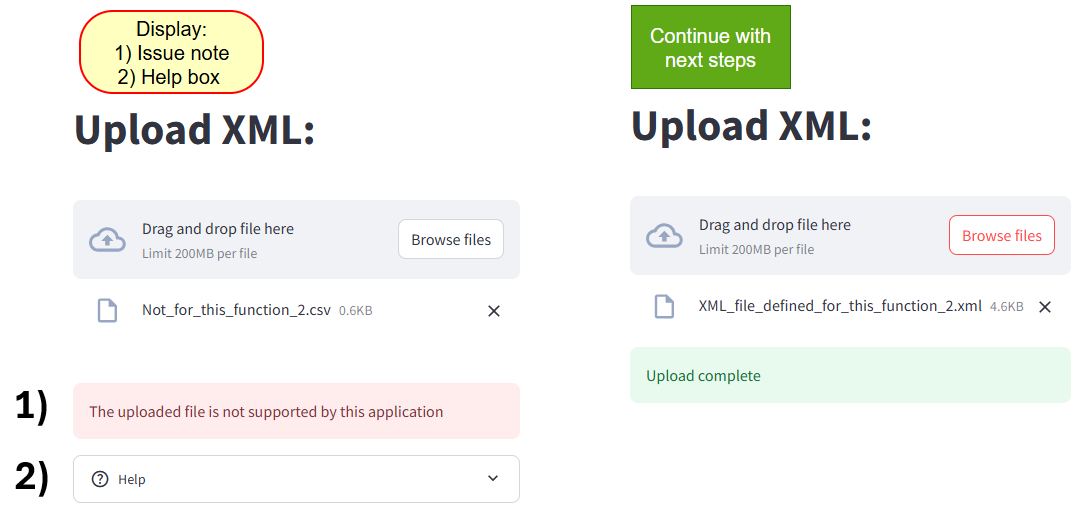 Display:
1) Issue note
2) Help box
Upload XML:
Drag and drop file here
Limit 200MB per file
Browse files
Not_for_this_function_2.csv 0.6KB
1)
The uploaded file is not supported by this application
2)
Help
Continue with
next steps
Upload XML:
Drag and drop file here
Limit 200MB per file
Browse files
XML_file_defined_for_this_function_2.xml 4.6KB
Upload complete